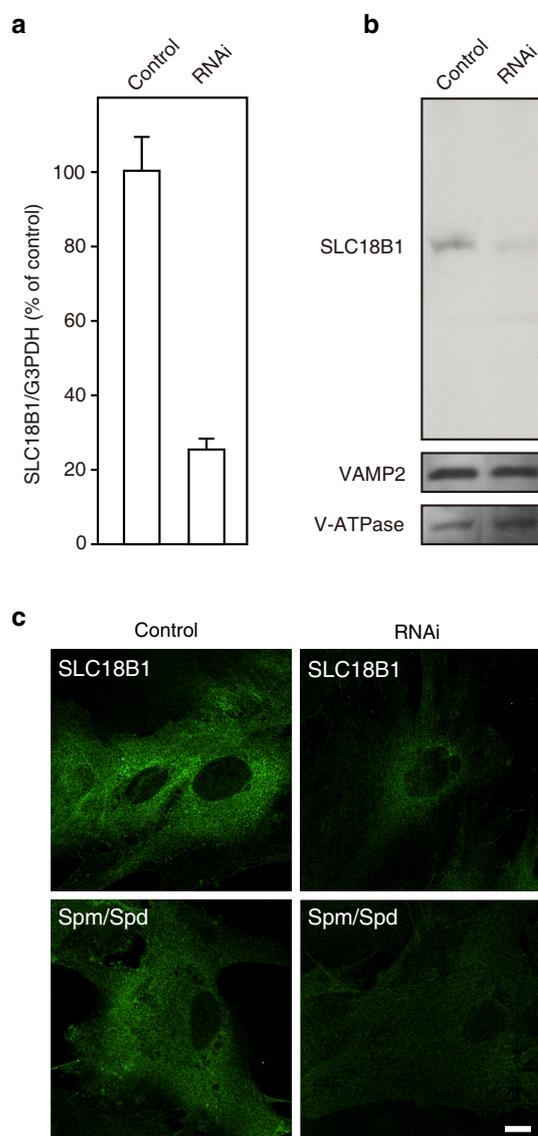 a
Control
RNAi
SLC18B1/G3PDH (% of control)
100
80
60
40
20
0
b
Control
RNAi
SLC18B1
VAMP2
V-ATPase
c
Control
RNAi
SLC18B1
SLC18B1
Spm/Spd
Spm/Spd